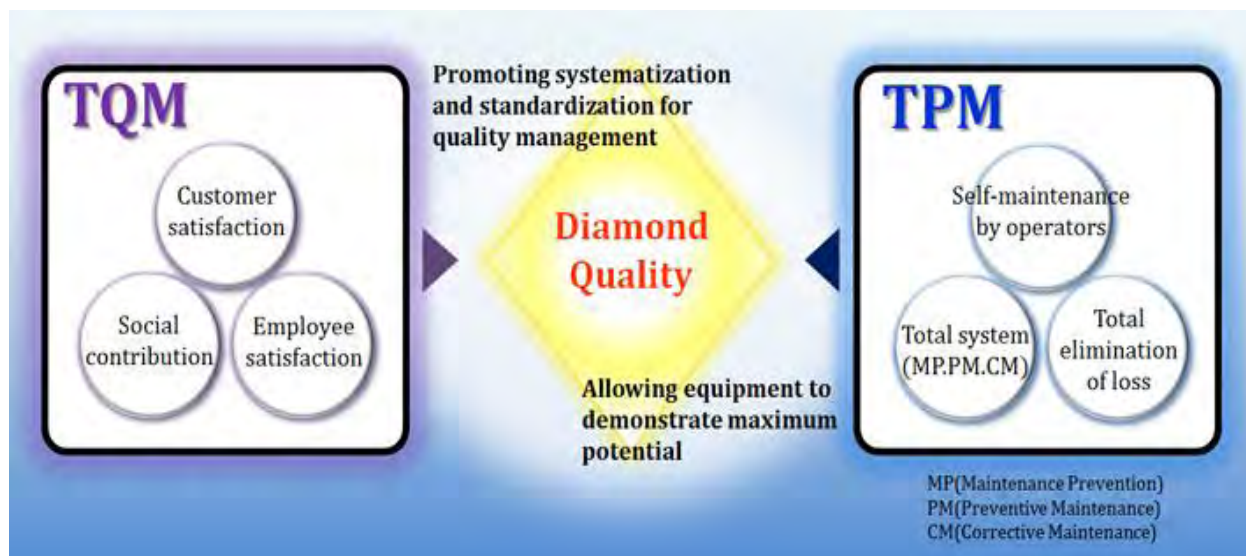 TQM
Customer
satisfaction
Social
contribution
Employee
satisfaction
Promoting systematization
and standardization for
quality management
Diamond
Quality
Allowing equipment to
demonstrate maximum
potential
TPM
Self-maintenance
by operators
Total system
(MP.PM.CM)
Total
elimination
of loss
MP(Maintenance Prevention)
PM(Preventive Maintenance)
CM(Corrective Maintenance)